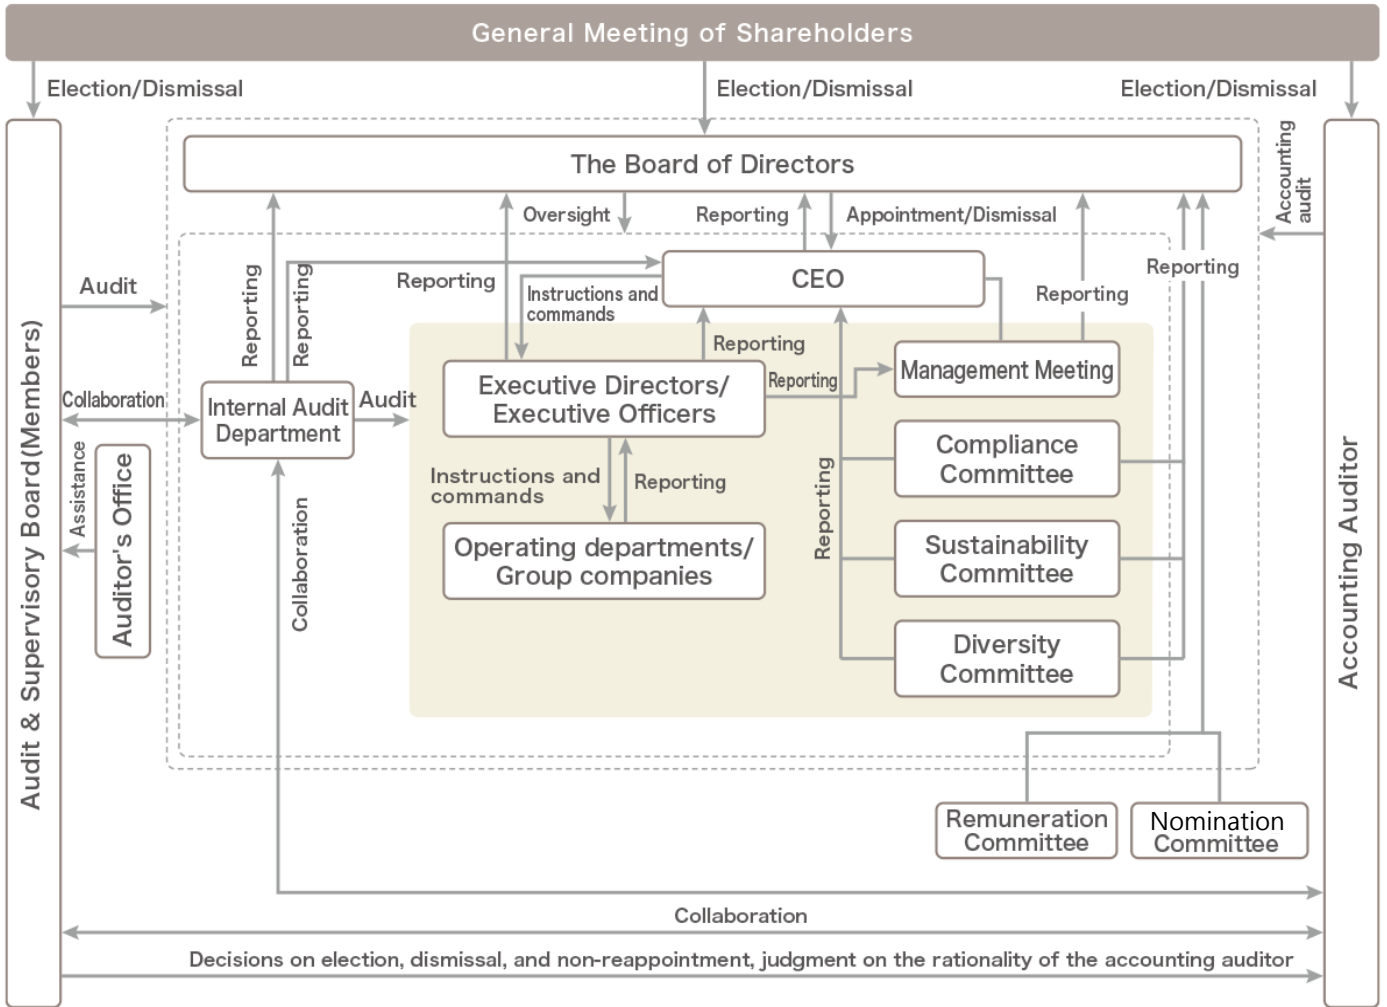 General Meeting of Shareholders
Election/Dismissal
Election/Dismissal
Election/Dismissal
The Board of Directors
Accounting
audit
Oversight
Reporting
Appointment/Dismissal
Reporting
Reporting
Reporting
Reporting
Reporting
CEO
Audit
Instructions and
commands
Reporting
Reporting
Executive Directors/
Executive Officers
Management Meeting
Collaboration
Internal Audit
Department
Audit
Compliance
Committee
Instructions and
commands
Reporting
Reporting
Assistance
Auditor's Office
Collaboration
Operating departments/
Group companies
Sustainability
Committee
Diversity
Committee
Audit & Supervisory Board(Members)
Accounting Auditor
Remuneration
Committee
Nomination
Committee
Collaboration
Decisions on election, dismissal, and non-reappointment, judgment on the rationality of the accounting auditor